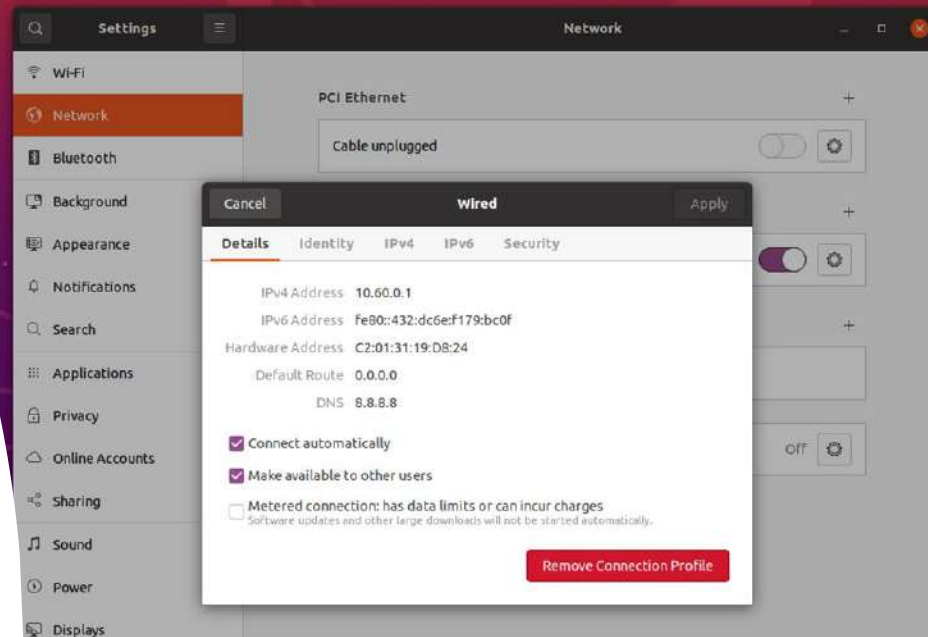 Settings
Network
Wi-Fi
Network
Bluetooth
Background
Appearance
Notifications
Search
Applications
Privacy
Online Accounts
Sharing
Sound
Power
Displays
PCI Ethernet
Cable unplugged
Off
Cancel
Wired
Apply
Details
Identity
IPv4
IPv6
Security
IPv4 Address 10.60.0.1
IPv6 Address fe80::432:dc6e:f179:bc0f
Hardware Address C2:01:31:19:D8:24
Default Route 0.0.0.0
DNS 8.8.8.8
Connect automatically
Make available to other users
Metered connection: has data limits or can incur charges
Software updates and other large downloads will not be started automatically.
Remove Connection Profile